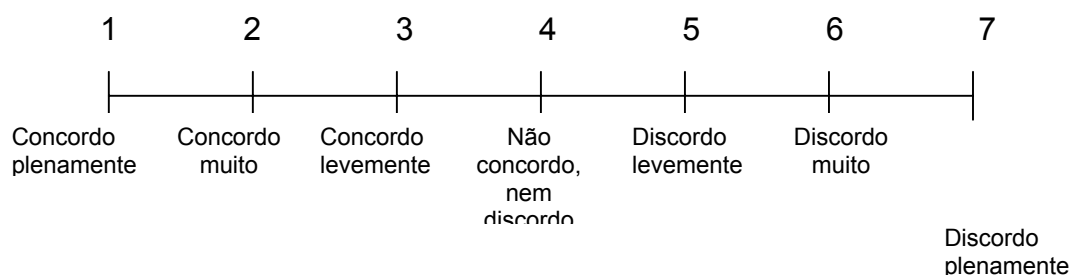 1 2 3 4 5 6 7
Concordo plenamente
Concordo muito
Concordo levemente
Não concordo, nem discordo
Discordo levemente
Discordo muito
Discordo plenamente